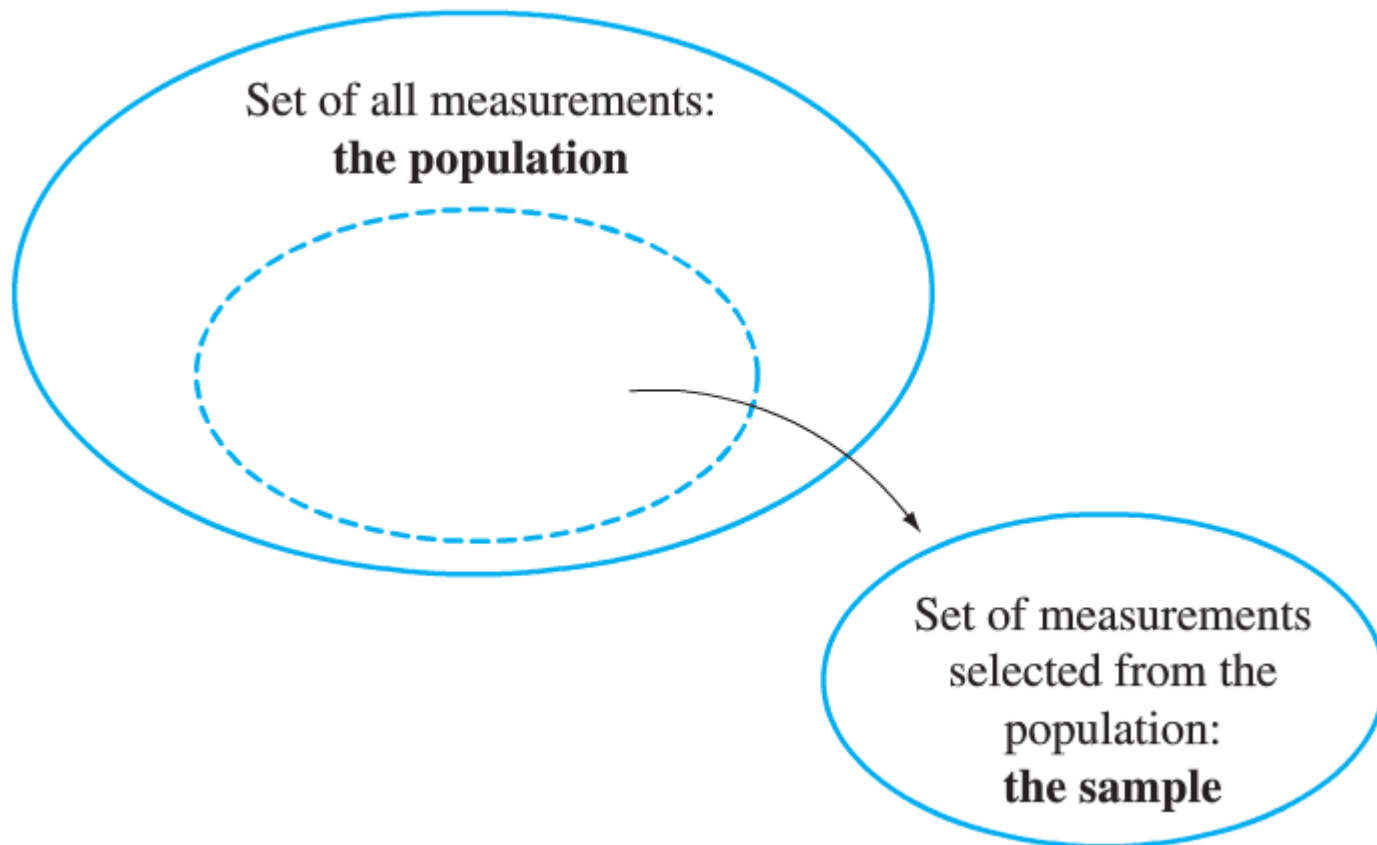 Set of all measurements:
the population
Set of measurements
selected from the
population:
the sample